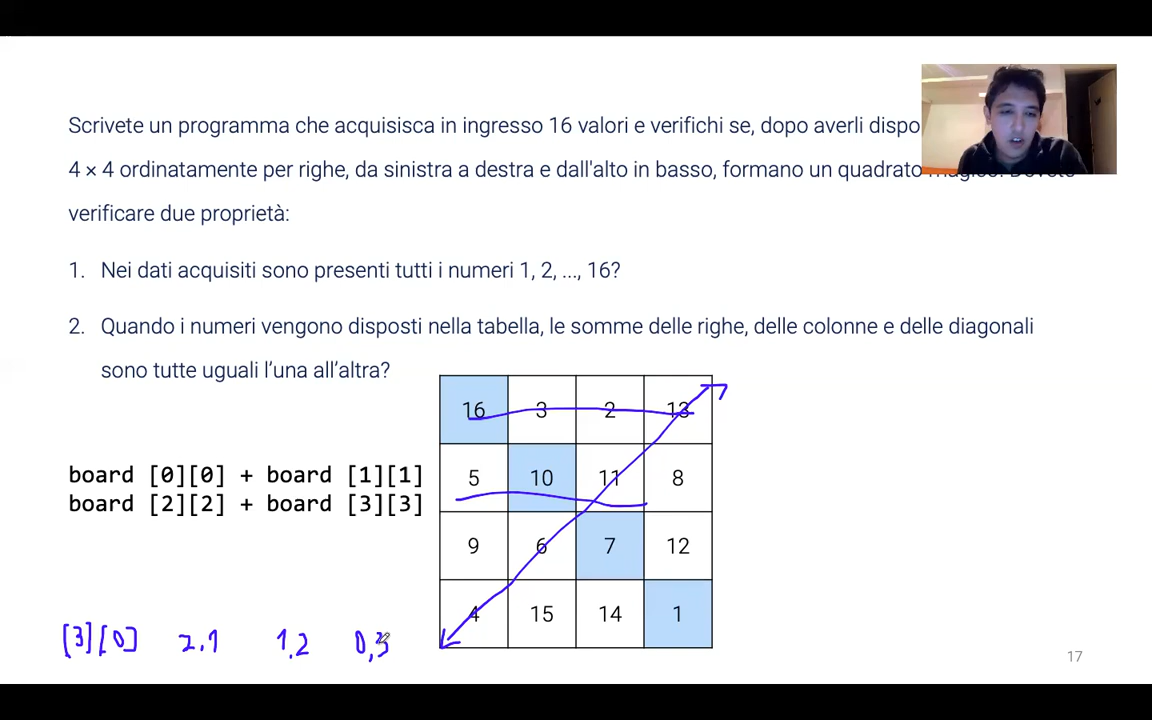 Scrivete un programma che acquisisca in ingresso 16 valori e verifichi se, dopo averli dispo
4 × 4 ordinatamente per righe, da sinistra a destra e dall'alto in basso, formano un quadrato
verificare due proprietà:
1. Nei dati acquisiti sono presenti tutti i numeri 1, 2, ..., 16?
2. Quando i numeri vengono disposti nella tabella, le somme delle righe, delle colonne e delle diagonali
sono tutte uguali l'una all'altra?
board [0][0] + board [1][1]
board [2][2] + board [3][3]
16 3 2 13
5 10 11 8
9 6 7 12
4 15 14 1
[3][0] 2,1 1,2 0,3
17